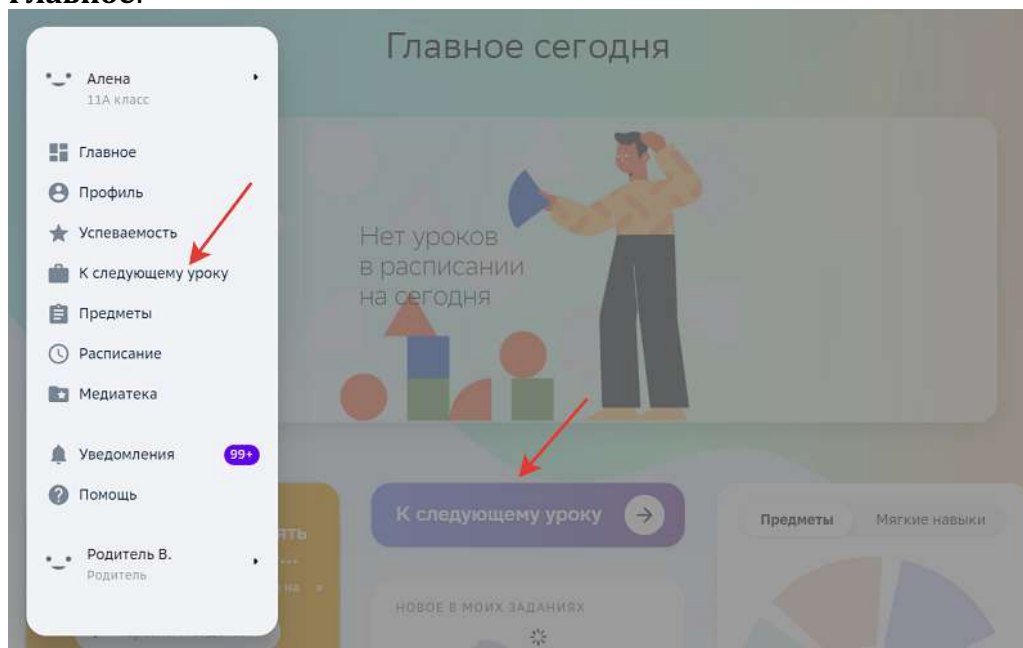 Главное сегодня
Алена
11А класс
Главное
Профиль
Успеваемость
К следующему уроку
Предметы
Расписание
Медиатека
Уведомления 99+
Помощь
Родитель В.
Родитель
Нет уроков
в расписании
на сегодня
К следующему уроку
НОВОЕ В МОИХ ЗАДАНИЯХ
Предметы Мягкие навыки